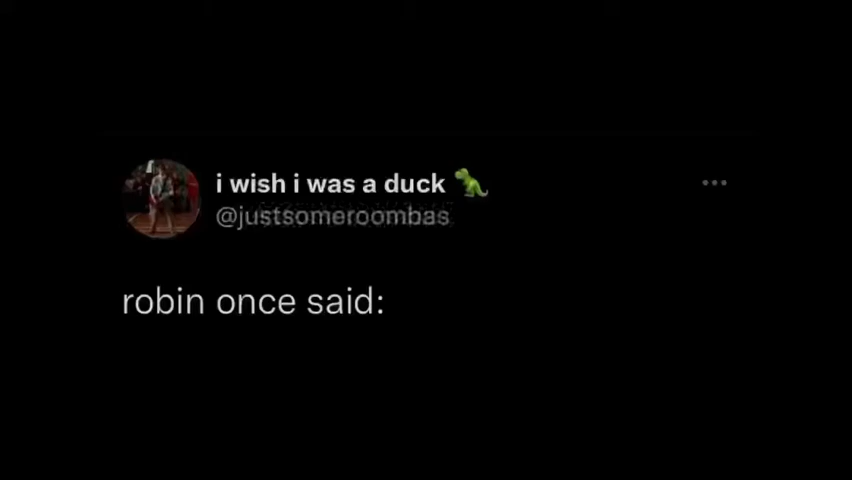 i wish i was a duck 🦖
@justsomeroombas
robin once said: